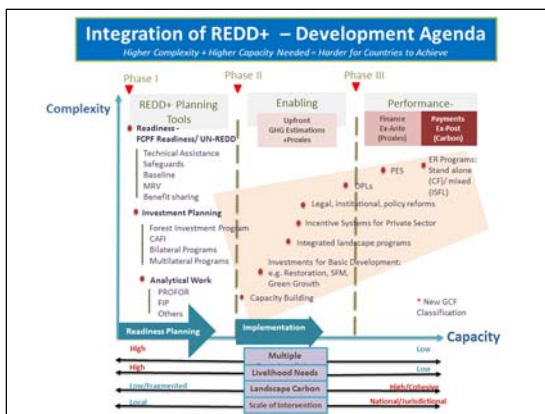 Integration of REDD+ – Development Agenda
Higher Complexity + Higher Capacity Needed = Harder for Countries to Achieve
Phase I
Phase II
Phase III
Complexity
REDD+ Planning
Tools
Enabling
Upfront
GHG Estimations
+Proxies
Performance-
Finance
Ex-Ante
(Proxies)
Payments
Ex-Post
(Carbon)
Readiness -
FCPF Readiness/ UN-REDD
Technical Assistance
Safeguards
Baseline
MRV
Benefit sharing
Investment Planning
Forest Investment Program
CAFI
Bilateral Programs
Multilateral Programs
Analytical Work
PROFOR
FIP
Others
ER Programs:
Stand alone
(CF)/ mixed
(ISFL)
PES
DPLs
Legal, institutional, policy reforms
Incentive Systems for Private Sector
Integrated landscape programs
Investments for Basic Development:
e.g. Restoration, SFM,
Green Growth
Capacity Building
* New GCF
Classification
Readiness Planning
Implementation
Capacity
High
Multiple
Low
High
Livelihood Needs
Low
Low/Fragmented
Landscape Carbon
High/Cohesive
Local
Scale of Intervention
National/Jurisdictional